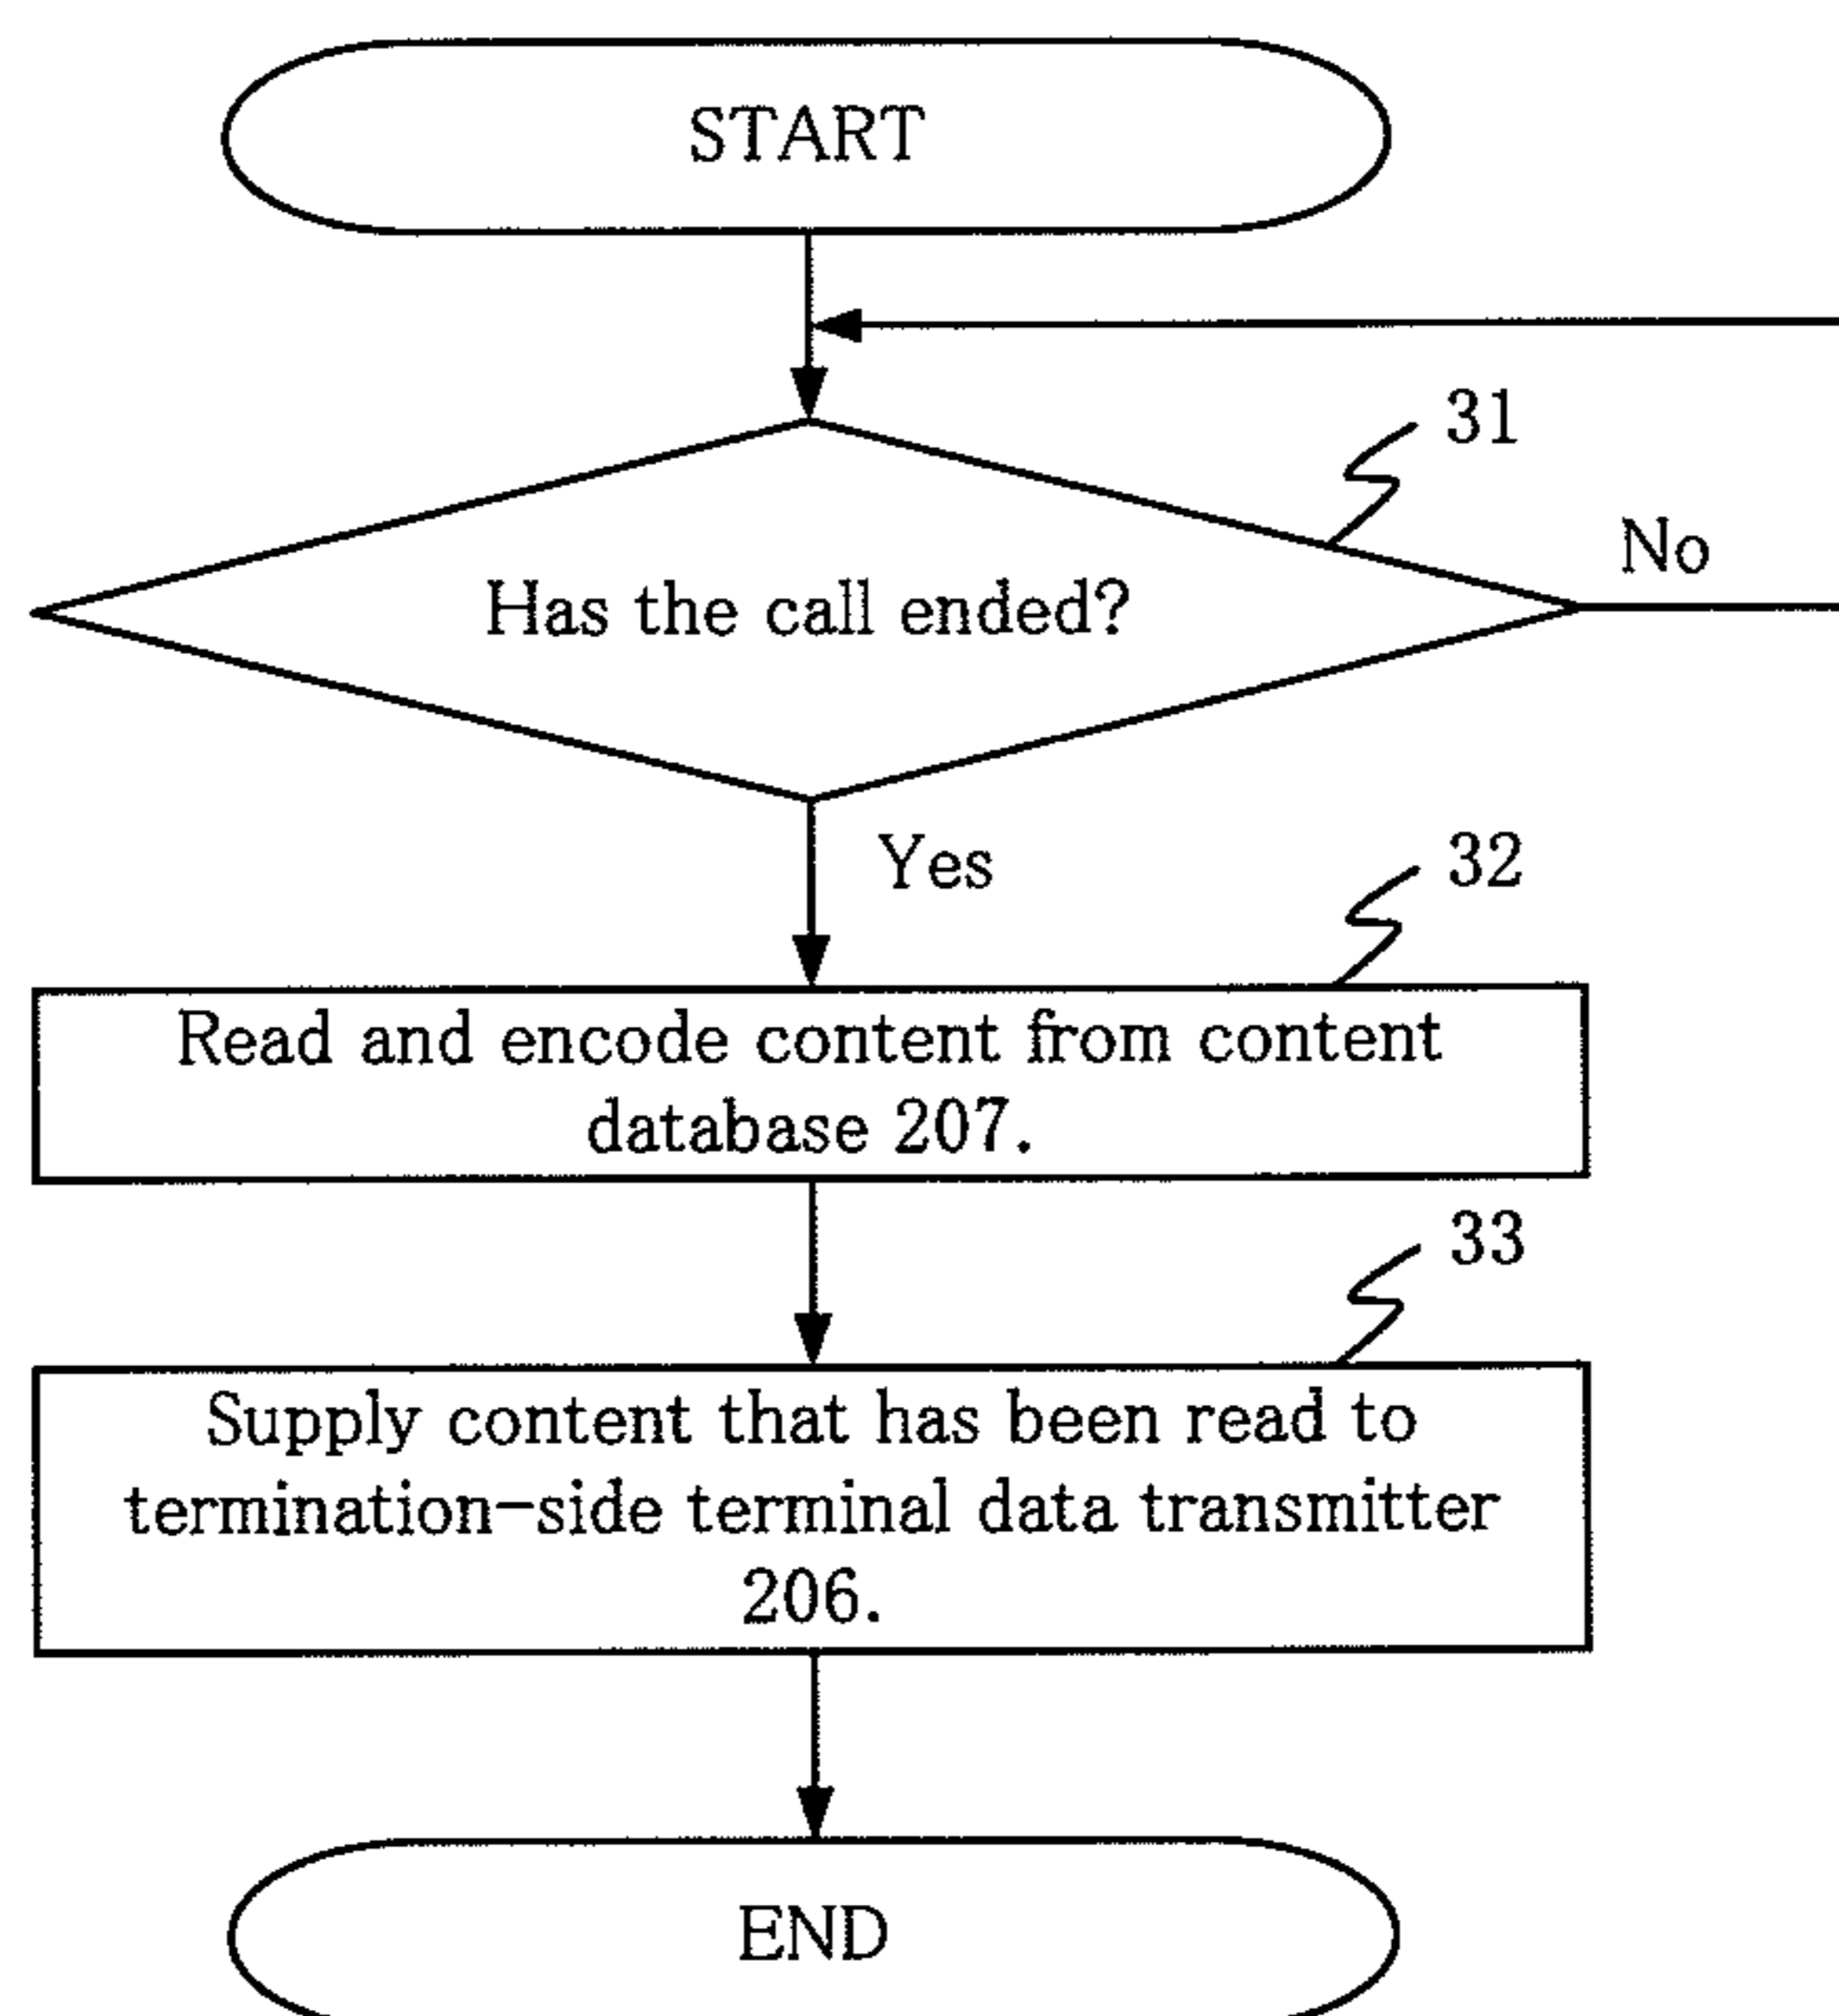 START
31
No
Has the call ended?
Yes
32
Read and encode content from content
database 207.
33
Supply content that has been read to
termination-side terminal data transmitter
206.
END